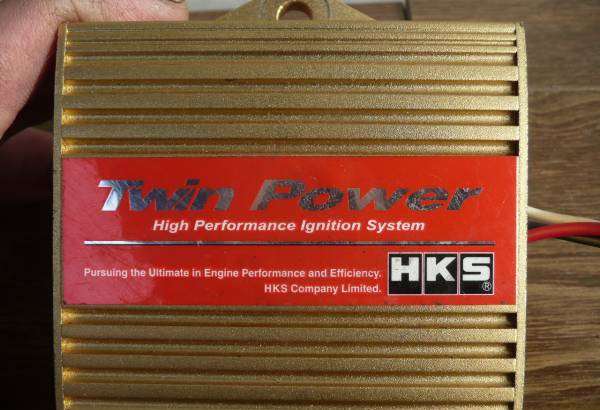 Twin Power
High Performance Ignition System
Pursuing the Ultimate in Engine Performance and Efficiency.
HKS Company Limited.
HKS®